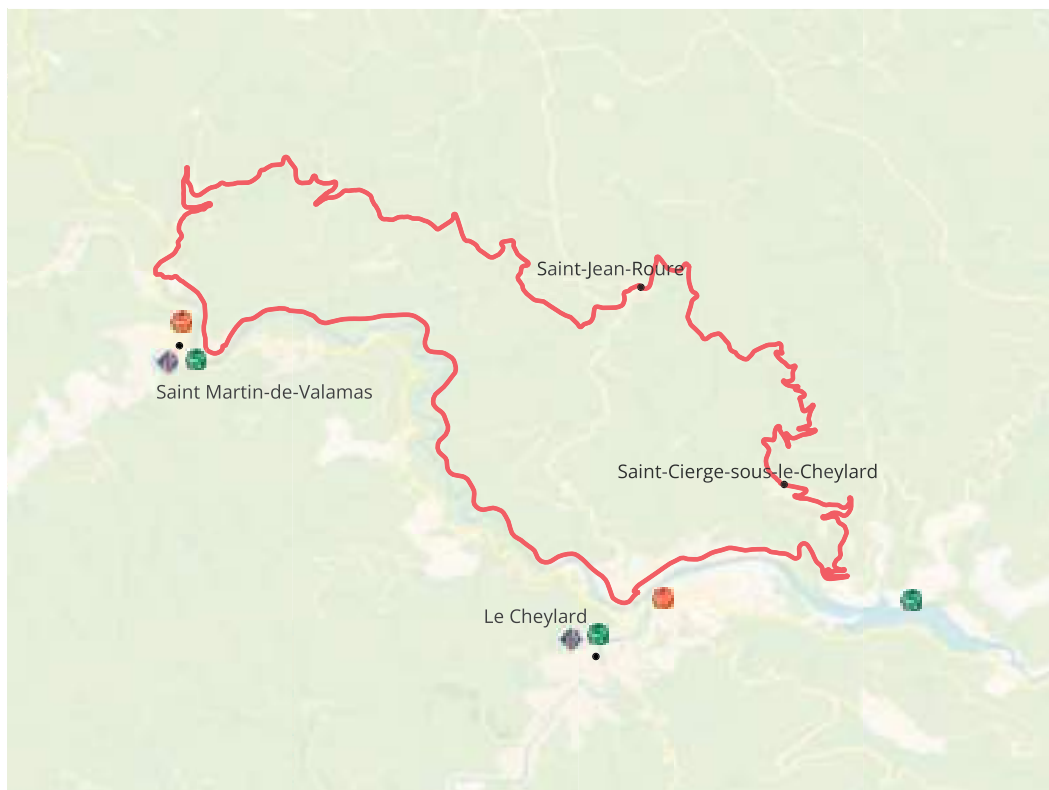 Saint-Jean-Roure
Saint Martin-de-Valamas
Saint-Cierge-sous-le-Cheylard
Le Cheylard